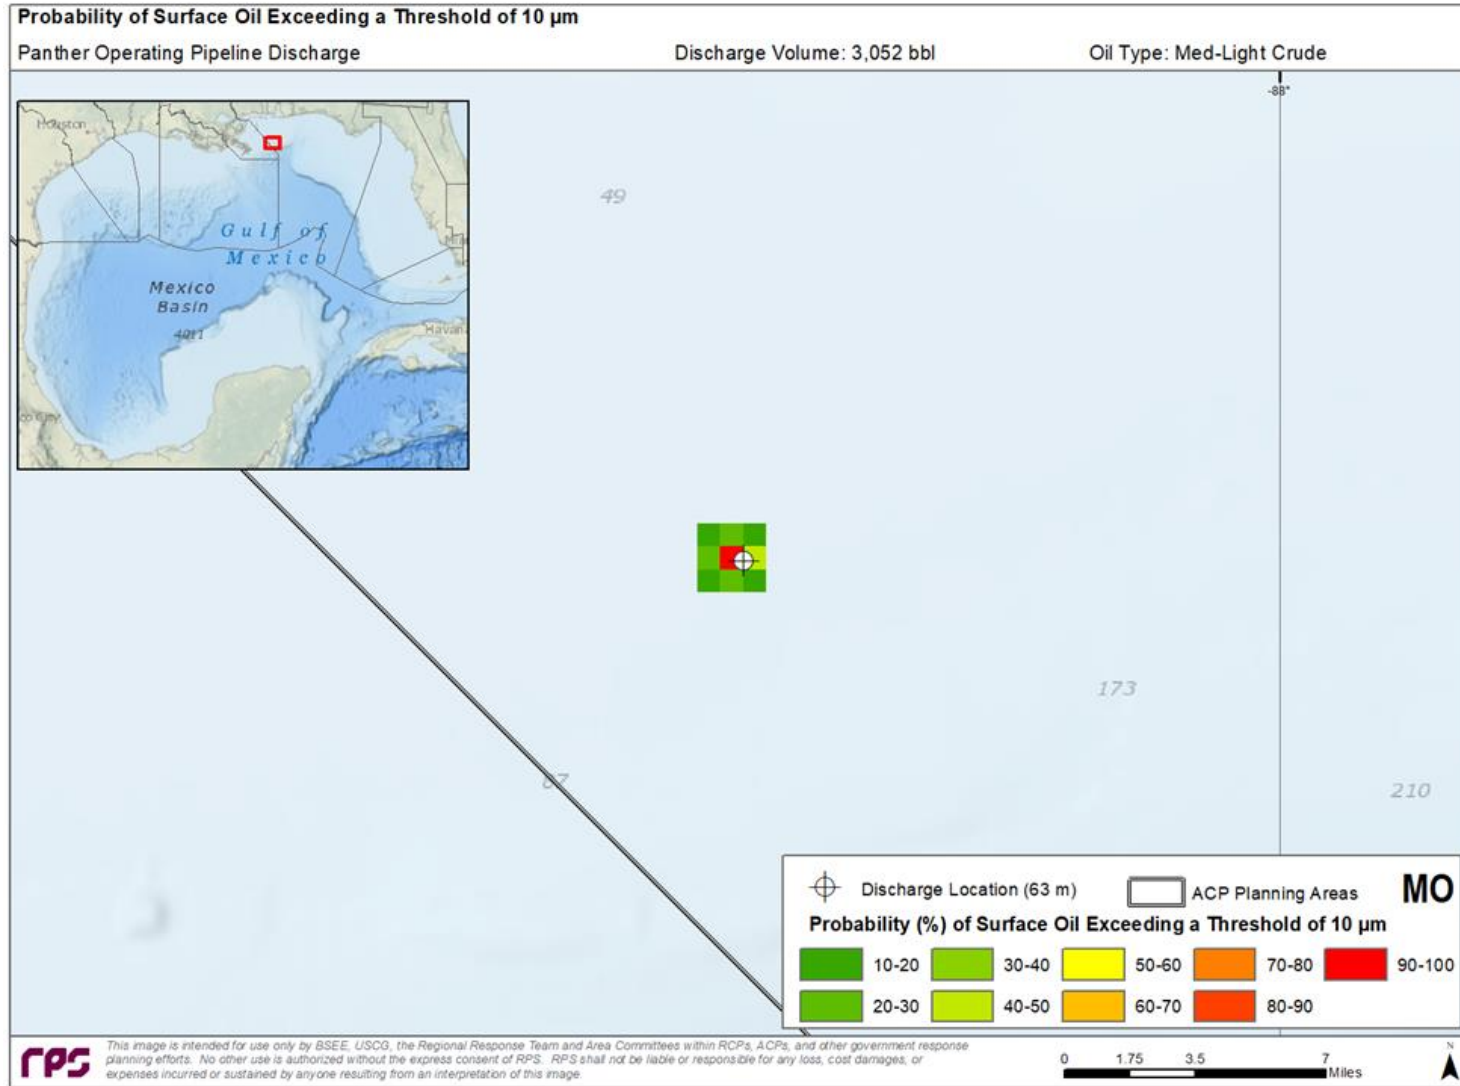 Probability of Surface Oil Exceeding a Threshold of 10 µm
Panther Operating Pipeline Discharge
Discharge Volume: 3,052 bbl
Oil Type: Med-Light Crude
-88°
Houston
Gulf of
Mexico
Mexico
Basin
4011
Havan
49
173
210
Discharge Location (63 m)
ACP Planning Areas
MO
Probability (%) of Surface Oil Exceeding a Threshold of 10 µm
10-20
30-40
50-60
70-80
90-100
20-30
40-50
60-70
80-90
rps
This image is intended for use only by BSEE, USCG, the Regional Response Team and Area Committees within RCPs, ACPs, and other government response
planning efforts. No other use is authorized without the express consent of RPS. RPS shall not be liable or responsible for any loss, cost damages, or
expenses incurred or sustained by anyone resulting from an interpretation of this image.
0 1.75 3.5 7
Miles
N